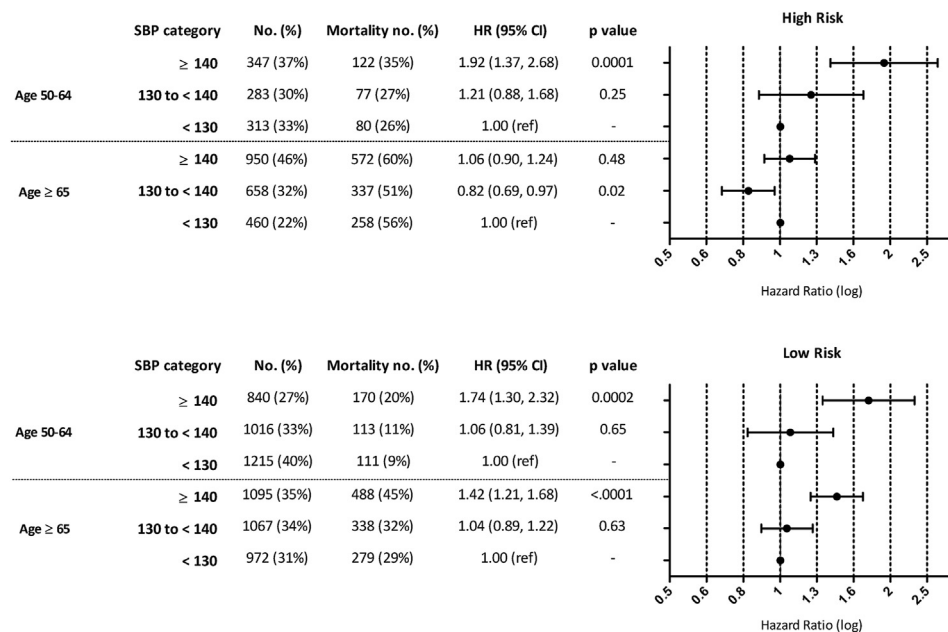 High Risk
SBP category No. (%) Mortality no. (%) HR (95% CI) p value
≥ 140 347 (37%) 122 (35%) 1.92 (1.37, 2.68) 0.0001
Age 50-64 130 to < 140 283 (30%) 77 (27%) 1.21 (0.88, 1.68) 0.25
< 130 313 (33%) 80 (26%) 1.00 (ref) -
≥ 140 950 (46%) 572 (60%) 1.06 (0.90, 1.24) 0.48
Age ≥ 65 130 to < 140 658 (32%) 337 (51%) 0.82 (0.69, 0.97) 0.02
< 130 460 (22%) 258 (56%) 1.00 (ref) -
0.5 0.6 0.8 1 1.3 1.6 2 2.5
Hazard Ratio (log)
Low Risk
SBP category No. (%) Mortality no. (%) HR (95% CI) p value
≥ 140 840 (27%) 170 (20%) 1.74 (1.30, 2.32) 0.0002
Age 50-64 130 to < 140 1016 (33%) 113 (11%) 1.06 (0.81, 1.39) 0.65
< 130 1215 (40%) 111 (9%) 1.00 (ref) -
≥ 140 1095 (35%) 488 (45%) 1.42 (1.21, 1.68) <.0001
Age ≥ 65 130 to < 140 1067 (34%) 338 (32%) 1.04 (0.89, 1.22) 0.63
< 130 972 (31%) 279 (29%) 1.00 (ref) -
0.5 0.6 0.8 1 1.3 1.6 2 2.5
Hazard Ratio (log)